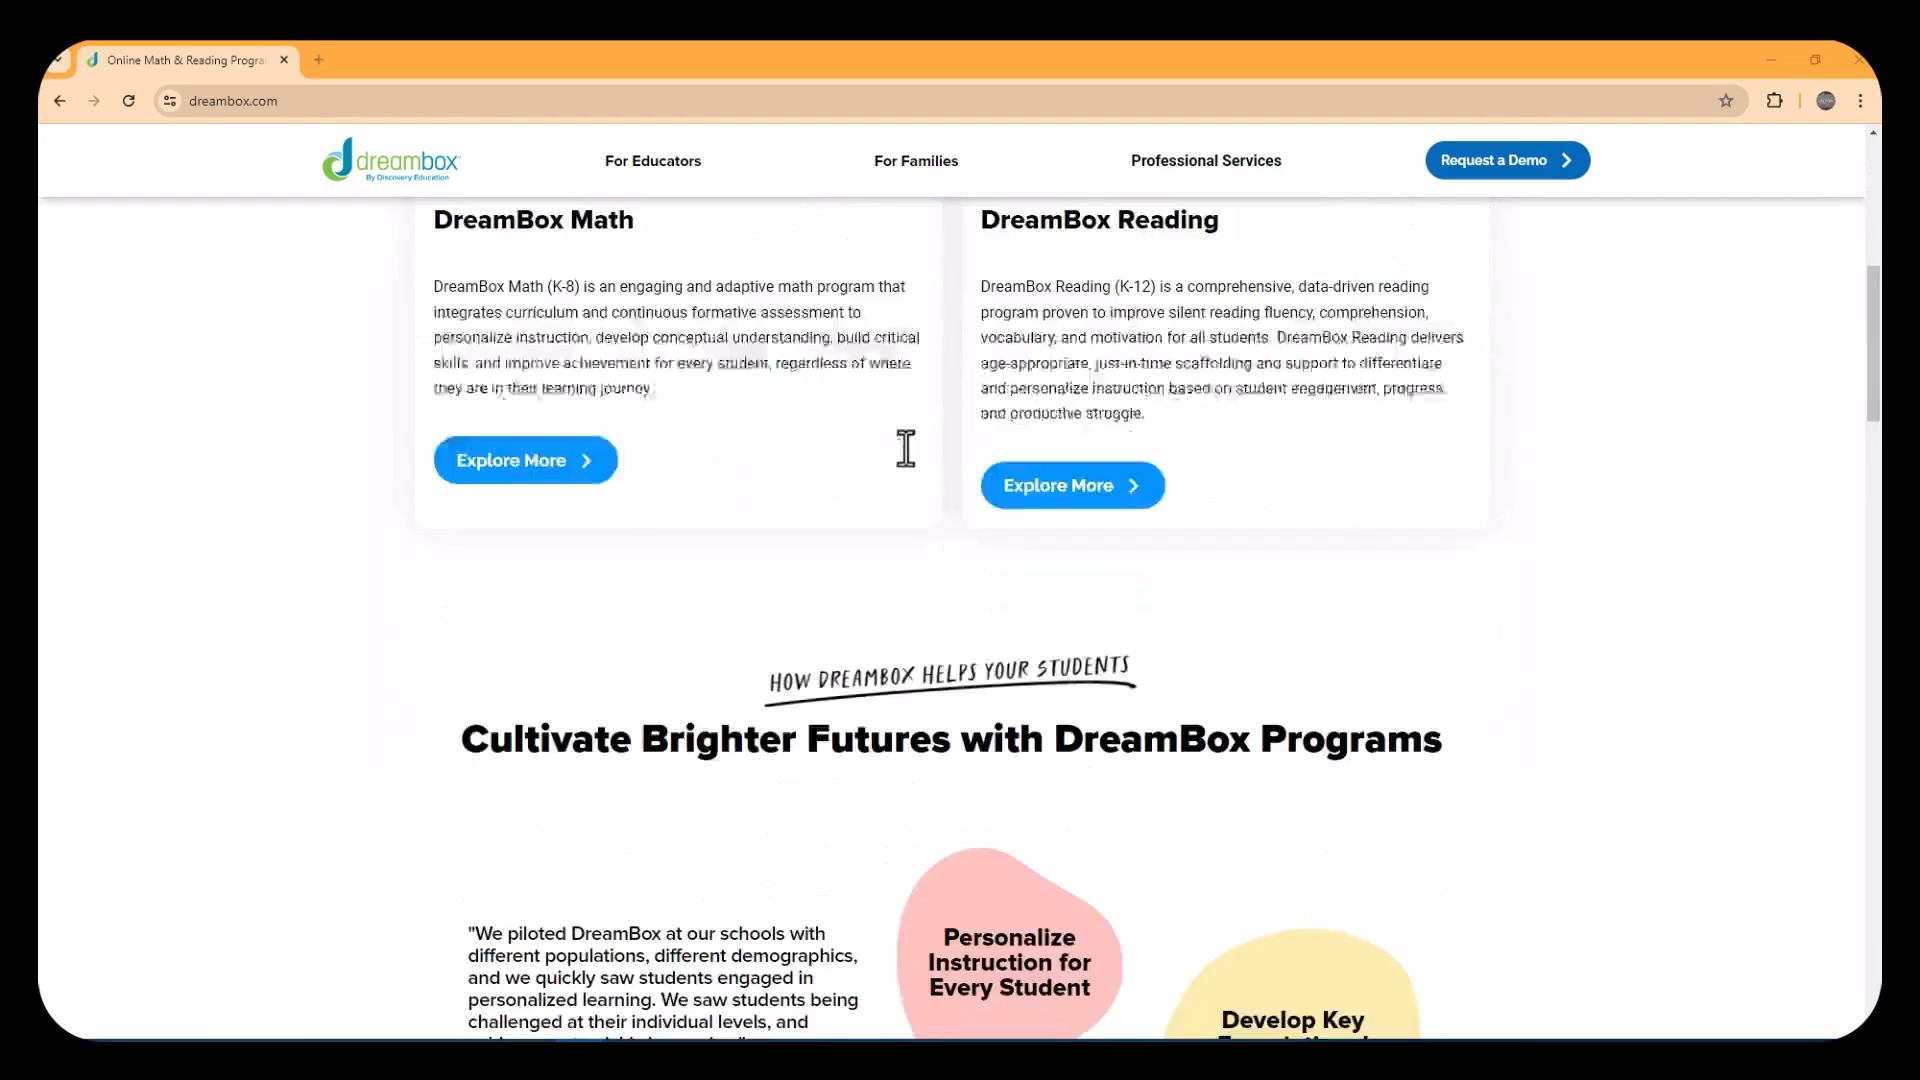 Online Math & Reading Progra
dreambox.com
dreambox
By Discovery Education
For Educators
For Families
Professional Services
Request a Demo
DreamBox Math
DreamBox Math (K-8) is an engaging and adaptive math program that
integrates curriculum and continuous formative assessment to
personalize instruction, develop conceptual understanding, build critical
skills, and improve achievement for every student, regardless of where
they are in their learning journey.
Explore More
DreamBox Reading
DreamBox Reading (K-12) is a comprehensive, data-driven reading
program proven to improve silent reading fluency, comprehension,
vocabulary, and motivation for all students. DreamBox Reading delivers
age-appropriate, just-in-time scaffolding and support to differentiate
and personalize instruction based on student engagement, progress,
and productive struggle.
Explore More
HOW DREAMBOX HELPS YOUR STUDENTS
Cultivate Brighter Futures with DreamBox Programs
"We piloted DreamBox at our schools with
different populations, different demographics,
and we quickly saw students engaged in
personalized learning. We saw students being
challenged at their individual levels, and
Personalize
Instruction for
Every Student
Develop Key